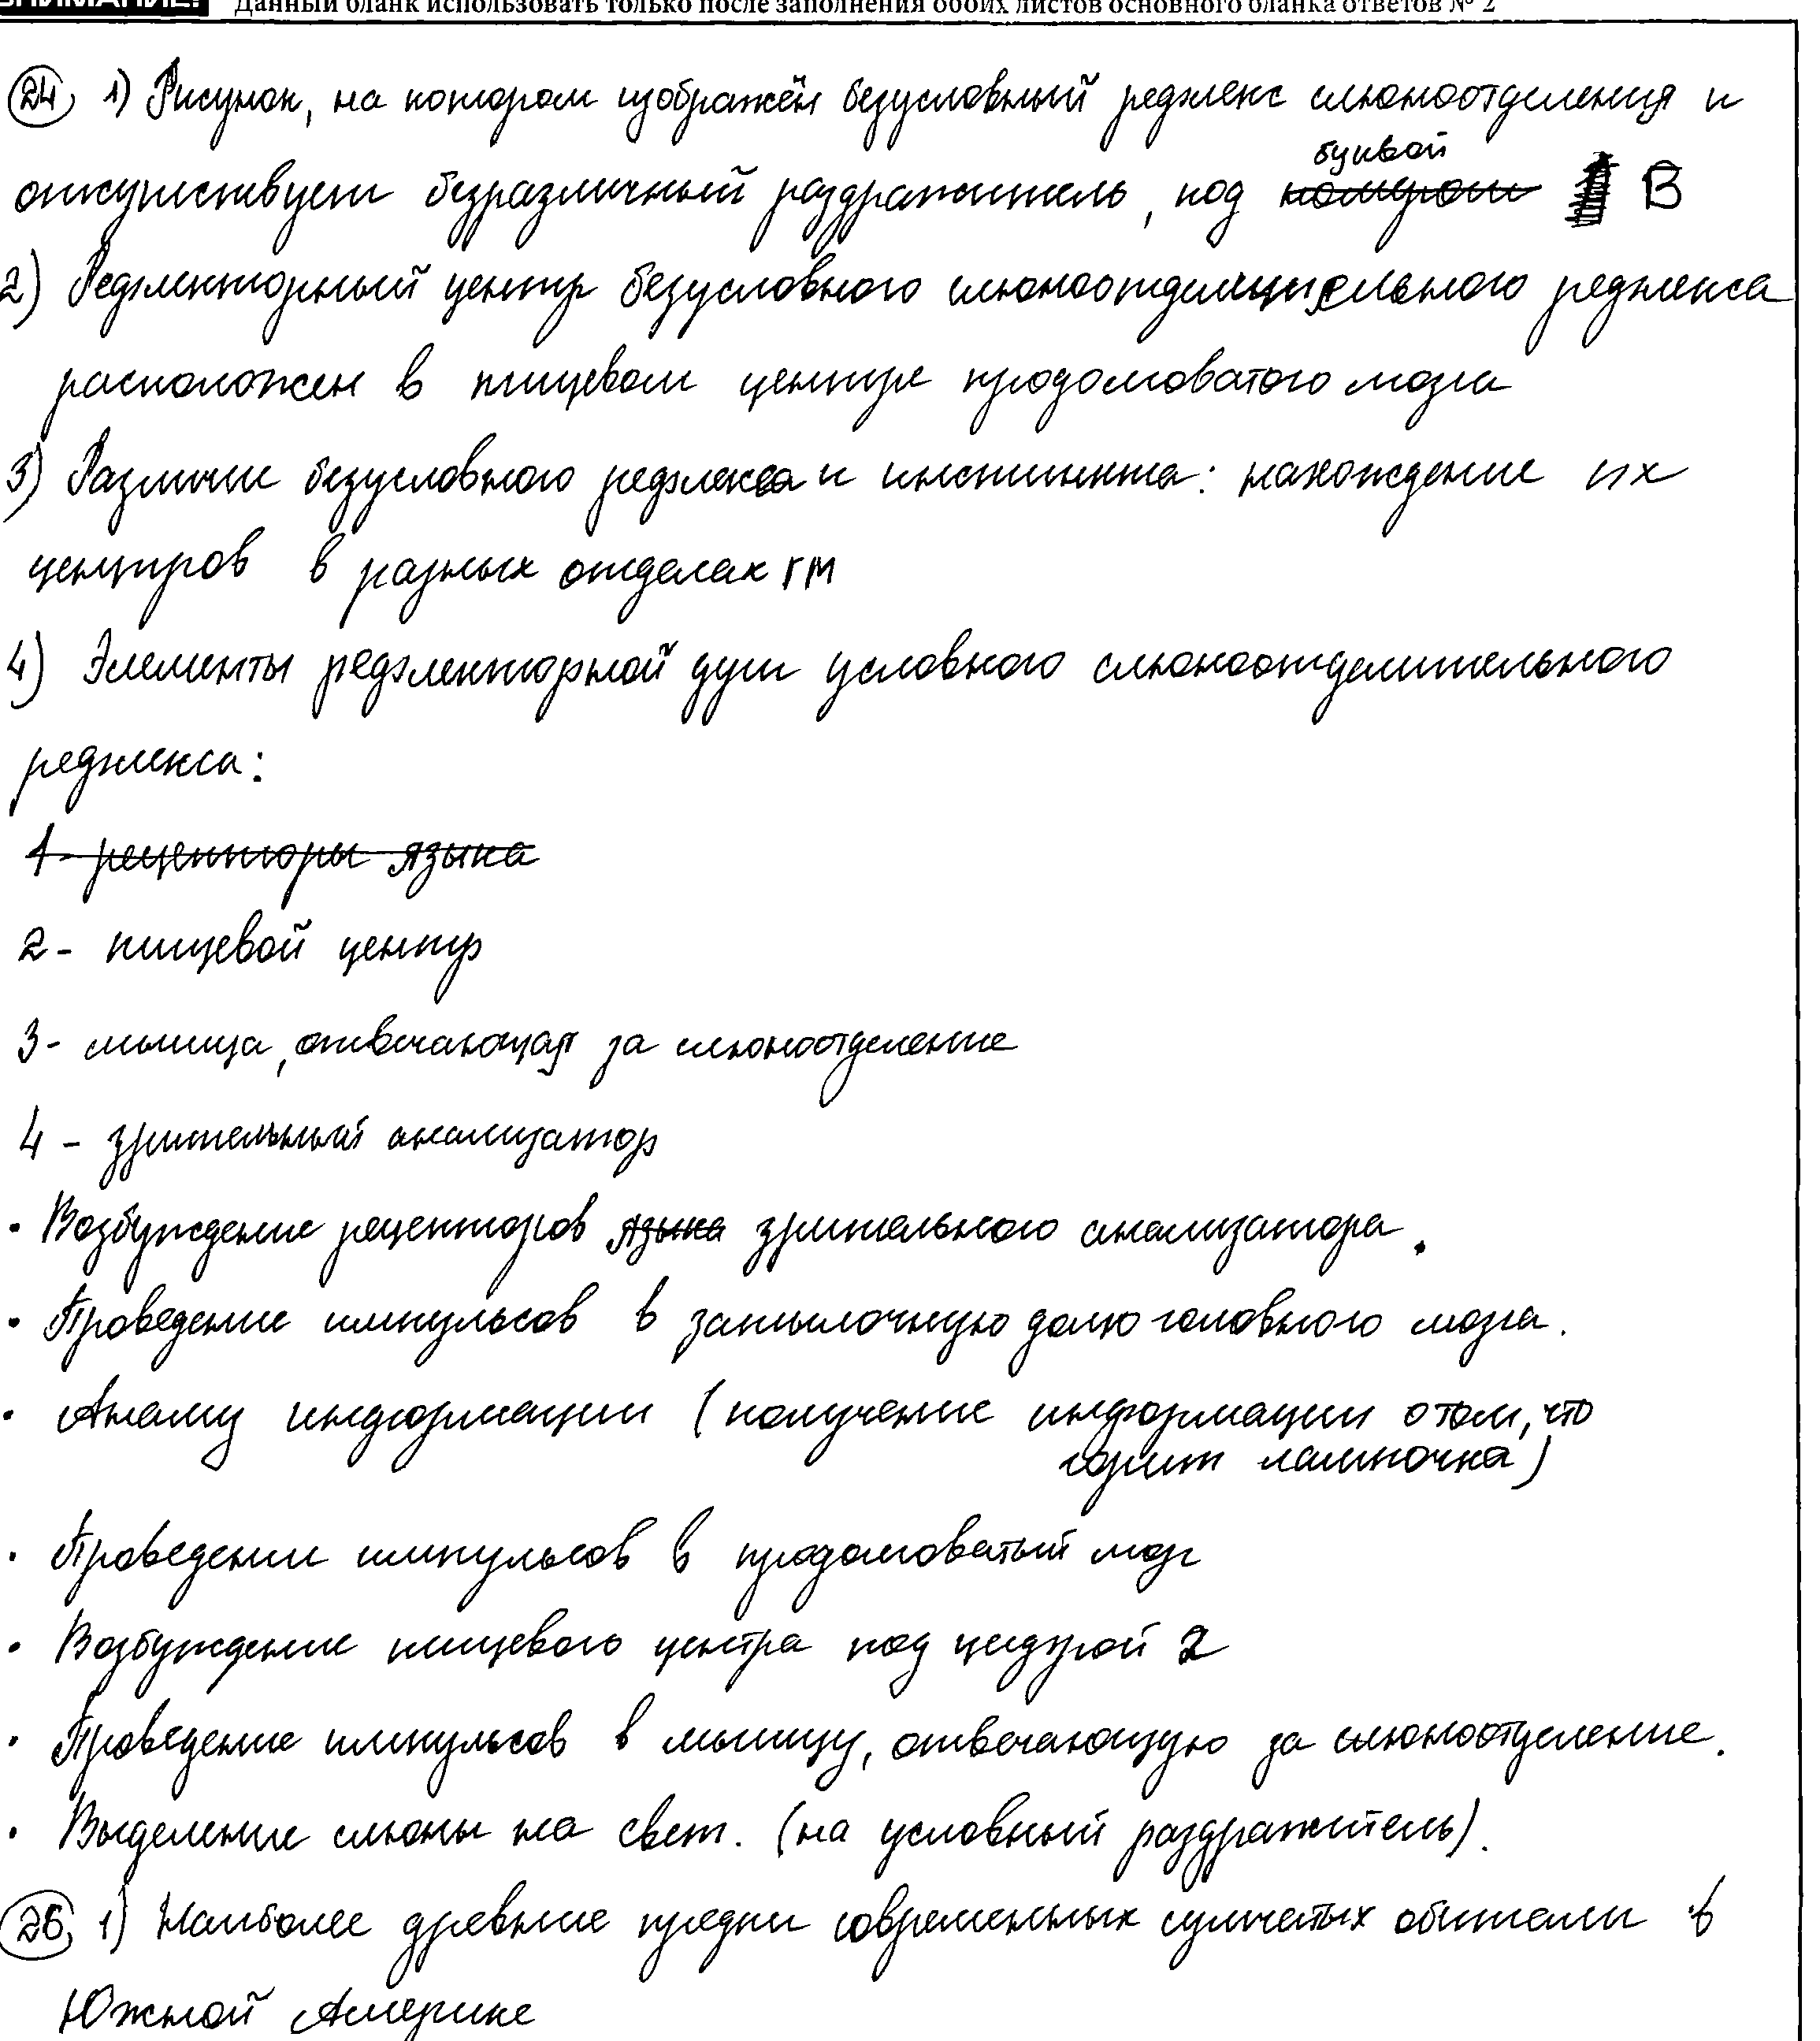 ВНИМАНИЕ! Данный бланк использовать только после заполнения обоих листов основного бланка ответов № 2
24, 1) Рисунок, на котором изображён безусловный рефлекс слюноотделения и
отсутствует безразличный раздражитель, под ~~номером~~ буквой В
2) Рефлекторный центр безусловного слюноотделительного рефлекса
расположен в пищевом центре продолговатого мозга
3) Различие безусловного рефлекса и инстинкта: нахождение их
центров в разных отделах гм
4) Элементы рефлекторной дуги условного слюноотделительного
рефлекса:
~~1- рецепторы языка~~
2- пищевой центр
3- мышца, отвечающая за слюноотделение
4 - зрительный анализатор
· Возбуждение рецепторов ~~языка~~ зрительного анализатора.
· Проведение импульсов в затылочную долю головного мозга.
· Анализ информации (получение информации о том, что
горит лампочка)
· Проведение импульсов в продолговатый мозг
· Возбуждение пищевого центра под цифрой 2
· Проведение импульсов в мышцу, отвечающую за слюноотделение.
· Выделение слюны на свет. (на условный раздражитель).
26, 1) Наиболее древние предки современных сумчатых обитали в
Южной Америке